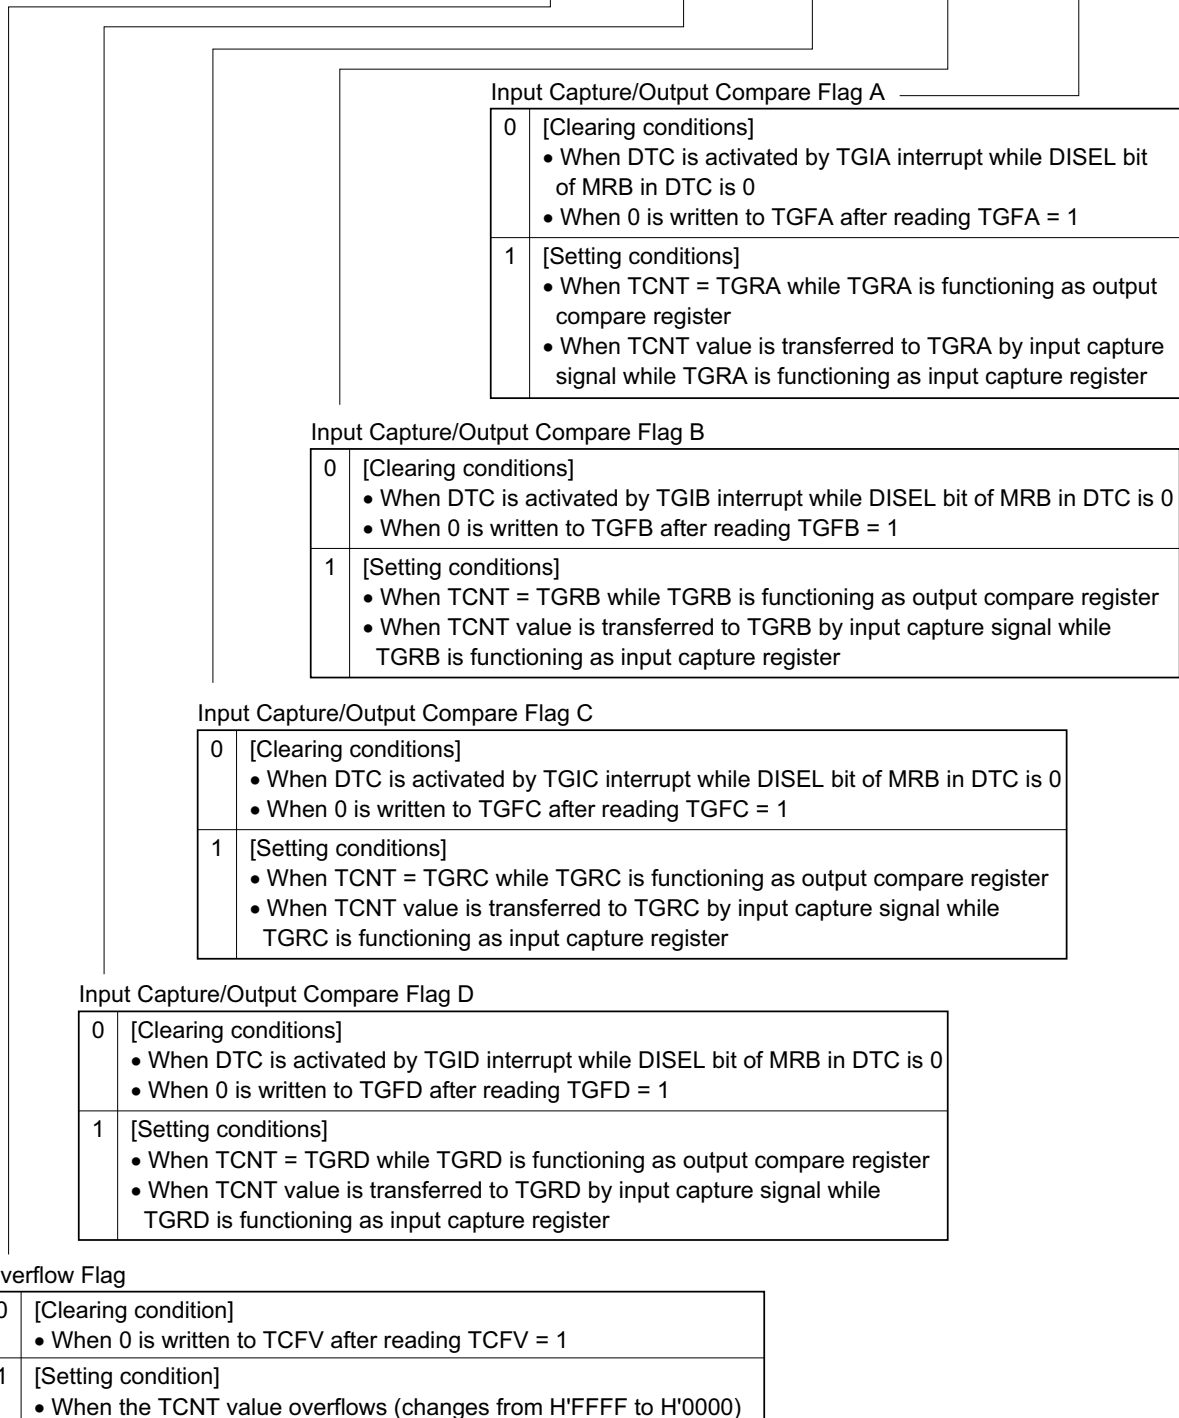 Input Capture/Output Compare Flag A
0 [Clearing conditions]
• When DTC is activated by TGIA interrupt while DISEL bit
of MRB in DTC is 0
• When 0 is written to TGFA after reading TGFA = 1
1 [Setting conditions]
• When TCNT = TGRA while TGRA is functioning as output
compare register
• When TCNT value is transferred to TGRA by input capture
signal while TGRA is functioning as input capture register
Input Capture/Output Compare Flag B
0 [Clearing conditions]
• When DTC is activated by TGIB interrupt while DISEL bit of MRB in DTC is 0
• When 0 is written to TGFB after reading TGFB = 1
1 [Setting conditions]
• When TCNT = TGRB while TGRB is functioning as output compare register
• When TCNT value is transferred to TGRB by input capture signal while
TGRB is functioning as input capture register
Input Capture/Output Compare Flag C
0 [Clearing conditions]
• When DTC is activated by TGIC interrupt while DISEL bit of MRB in DTC is 0
• When 0 is written to TGFC after reading TGFC = 1
1 [Setting conditions]
• When TCNT = TGRC while TGRC is functioning as output compare register
• When TCNT value is transferred to TGRC by input capture signal while
TGRC is functioning as input capture register
Input Capture/Output Compare Flag D
0 [Clearing conditions]
• When DTC is activated by TGID interrupt while DISEL bit of MRB in DTC is 0
• When 0 is written to TGFD after reading TGFD = 1
1 [Setting conditions]
• When TCNT = TGRD while TGRD is functioning as output compare register
• When TCNT value is transferred to TGRD by input capture signal while
TGRD is functioning as input capture register
verflow Flag
0 [Clearing condition]
• When 0 is written to TCFV after reading TCFV = 1
1 [Setting condition]
• When the TCNT value overflows (changes from H'FFFF to H'0000)